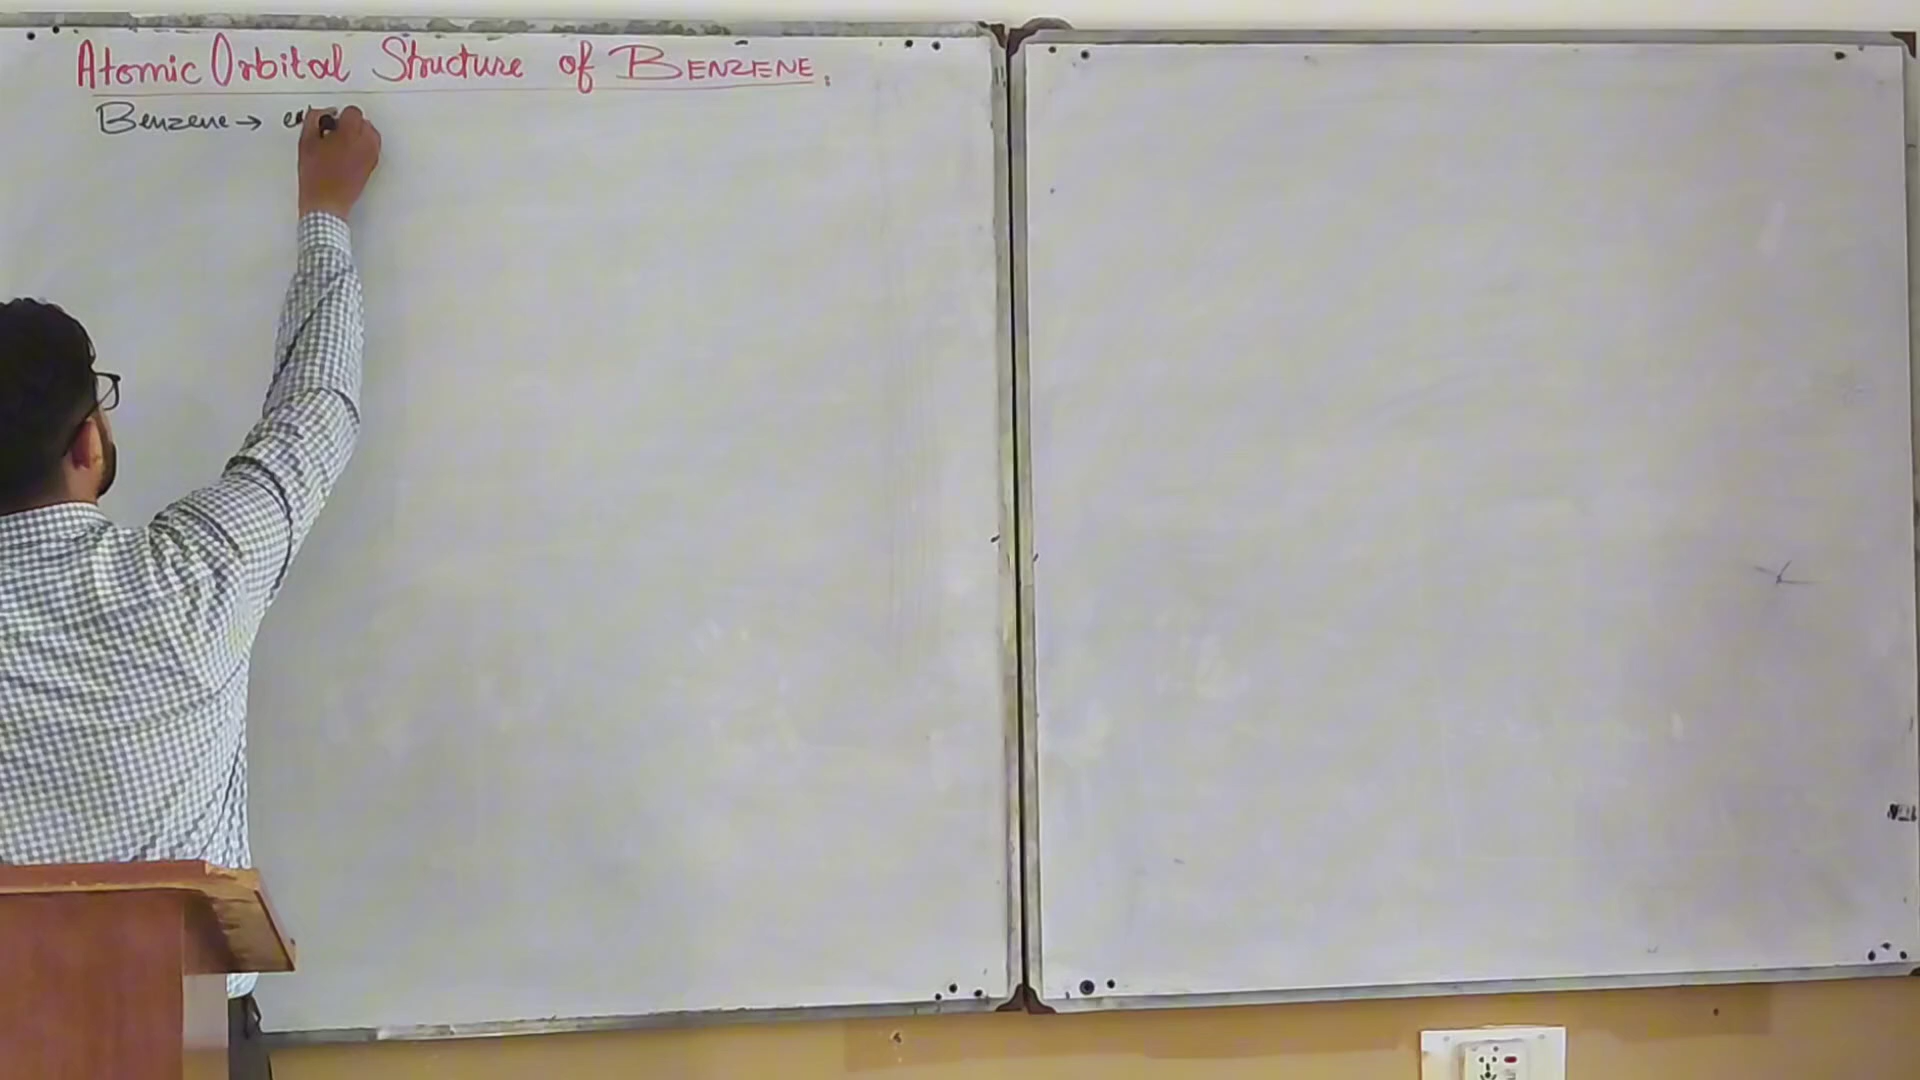 Atomic Orbital Structure of BENZENE.
Benzene →